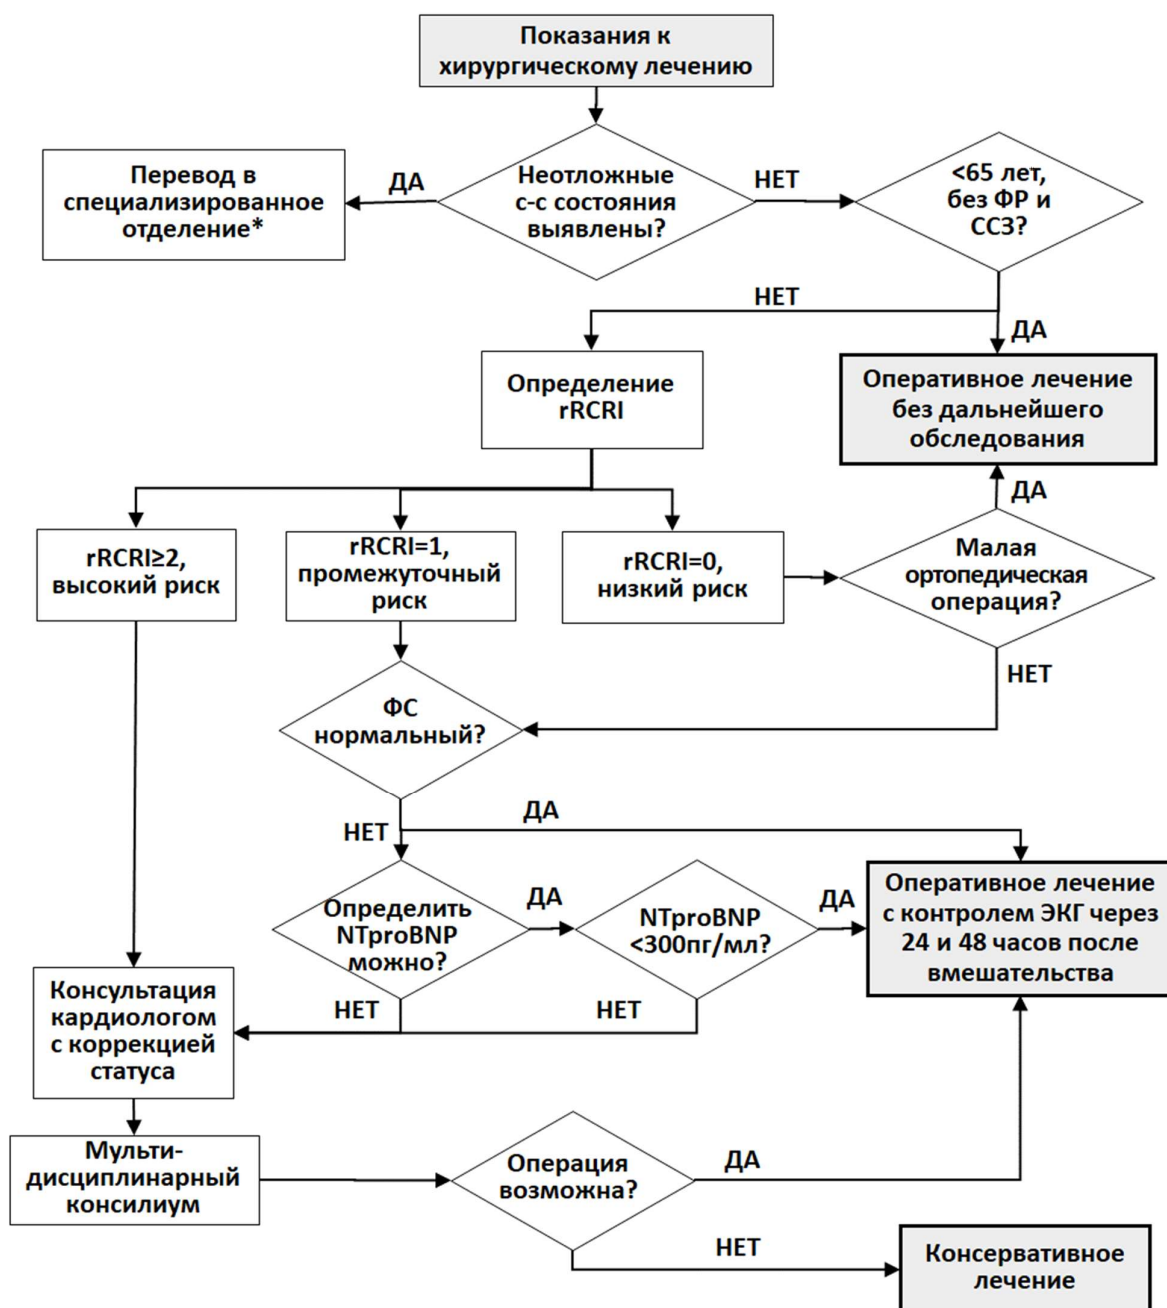 Показания к
хирургическому лечению
Неотложные
с-с состояния
выявлены?
ДА
Перевод в
специализированное
отделение*
НЕТ
<65 лет,
без ФР и
ССЗ?
НЕТ
ДА
Определение
rRCRI
Оперативное лечение
без дальнейшего
обследования
ДА
rRCRI≥2,
высокий риск
rRCRI=1,
промежуточный
риск
rRCRI=0,
низкий риск
Малая
ортопедическая
операция?
НЕТ
ФС
нормальный?
ДА
НЕТ
Определить
NTproBNP
можно?
ДА
NTproBNP
<300пг/мл?
ДА
Оперативное лечение
с контролем ЭКГ через
24 и 48 часов после
вмешательства
НЕТ
НЕТ
Консультация
кардиологом
с коррекцией
статуса
Мульти-
дисциплинарный
консилиум
Операция
возможна?
ДА
НЕТ
Консервативное
лечение